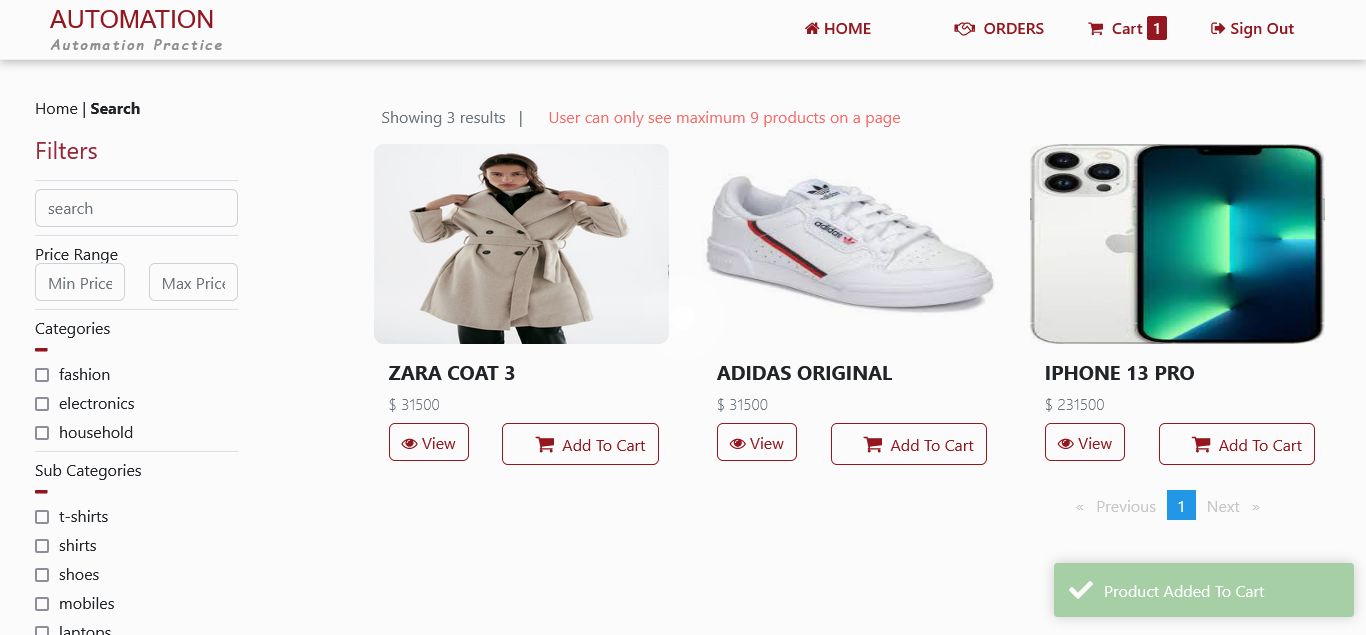 AUTOMATION
Automation Practice
HOME
ORDERS
Cart 1
Sign Out
Home | Search
Filters
search
Price Range
Min Price
Max Price
Categories
fashion
electronics
household
Sub Categories
t-shirts
shirts
shoes
mobiles
laptops
Showing 3 results |
User can only see maximum 9 products on a page
adidas
adidas
ZARA COAT 3
$ 31500
View
Add To Cart
ADIDAS ORIGINAL
$ 31500
View
Add To Cart
IPHONE 13 PRO
$ 231500
View
Add To Cart
« Previous 1 Next »
Product Added To Cart